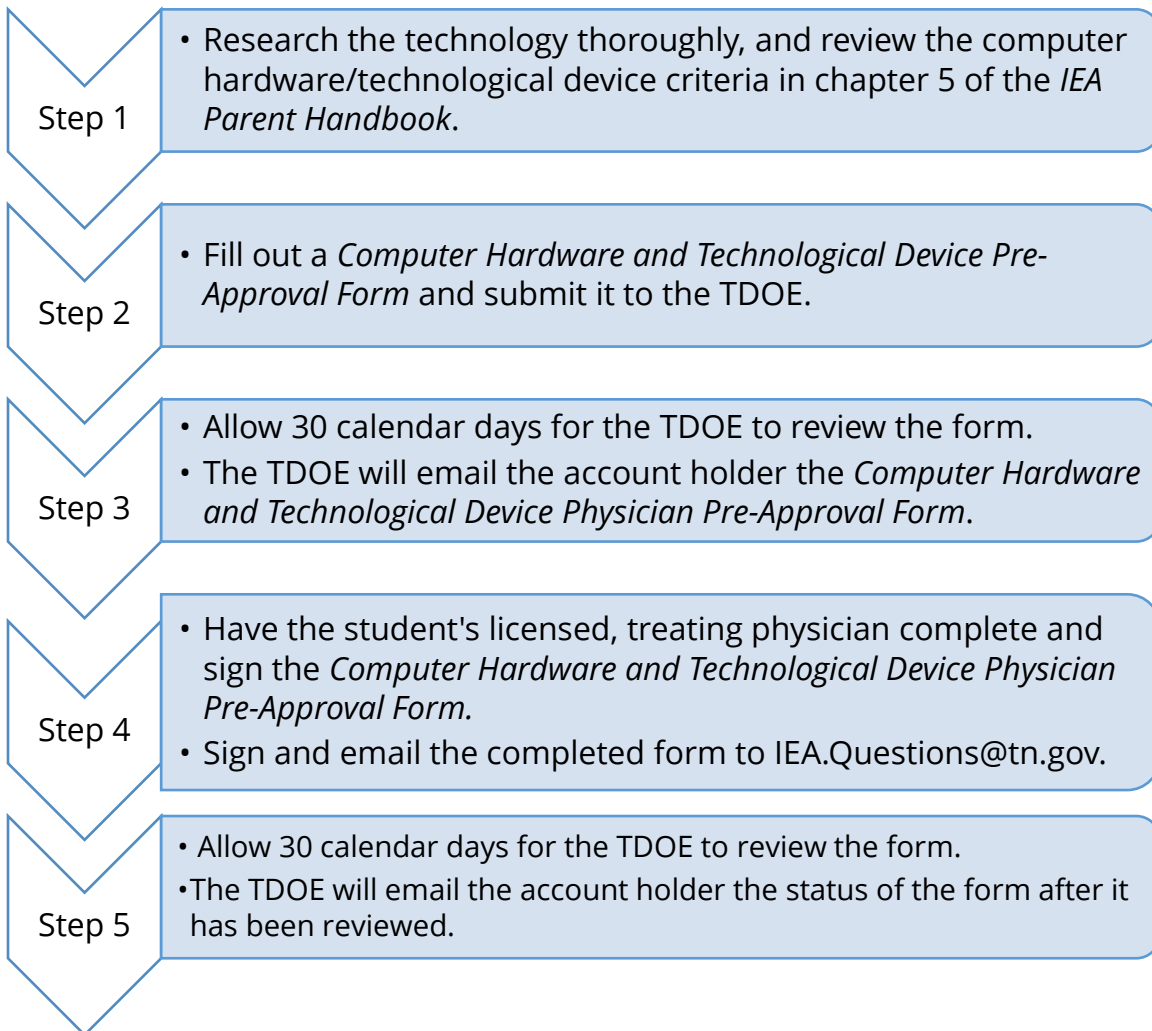 Step 1
• Research the technology thoroughly, and review the computer
hardware/technological device criteria in chapter 5 of the IEA
Parent Handbook.
Step 2
• Fill out a Computer Hardware and Technological Device Pre-
Approval Form and submit it to the TDOE.
Step 3
• Allow 30 calendar days for the TDOE to review the form.
• The TDOE will email the account holder the Computer Hardware
and Technological Device Physician Pre-Approval Form.
Step 4
• Have the student's licensed, treating physician complete and
sign the Computer Hardware and Technological Device Physician
Pre-Approval Form.
• Sign and email the completed form to IEA.Questions@tn.gov.
Step 5
• Allow 30 calendar days for the TDOE to review the form.
•The TDOE will email the account holder the status of the form after it
has been reviewed.